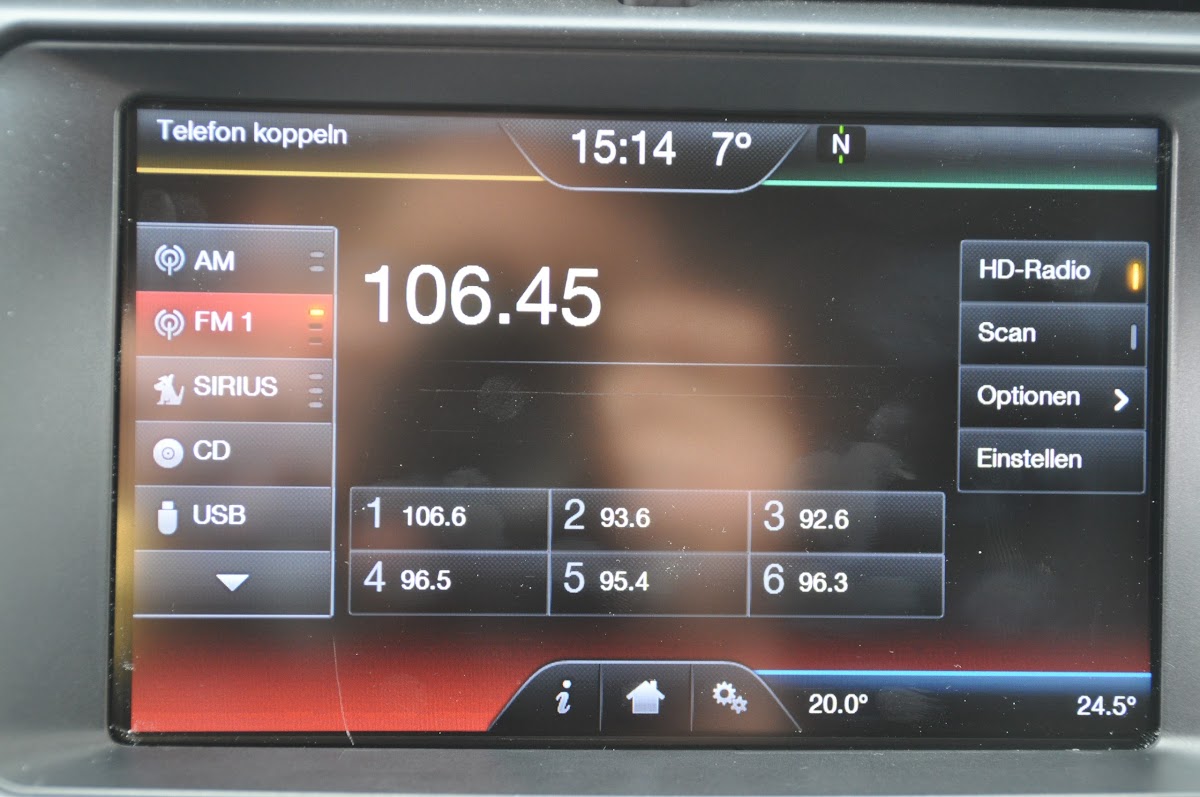 Telefon koppeln
15:14 7° N
AM
FM 1
SIRIUS
CD
USB
106.45
HD-Radio
Scan
Optionen
Einstellen
1 106.6 2 93.6 3 92.6
4 96.5 5 95.4 6 96.3
i
20.0° 24.5°